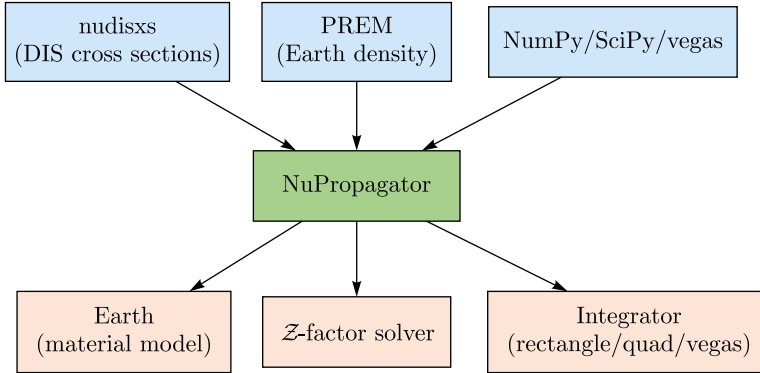 nudisxs
(DIS cross sections)
PREM
(Earth density)
NumPy/SciPy/vegas
NuPropagator
Earth
(material model)
𝒵-factor solver
Integrator
(rectangle/quad/vegas)